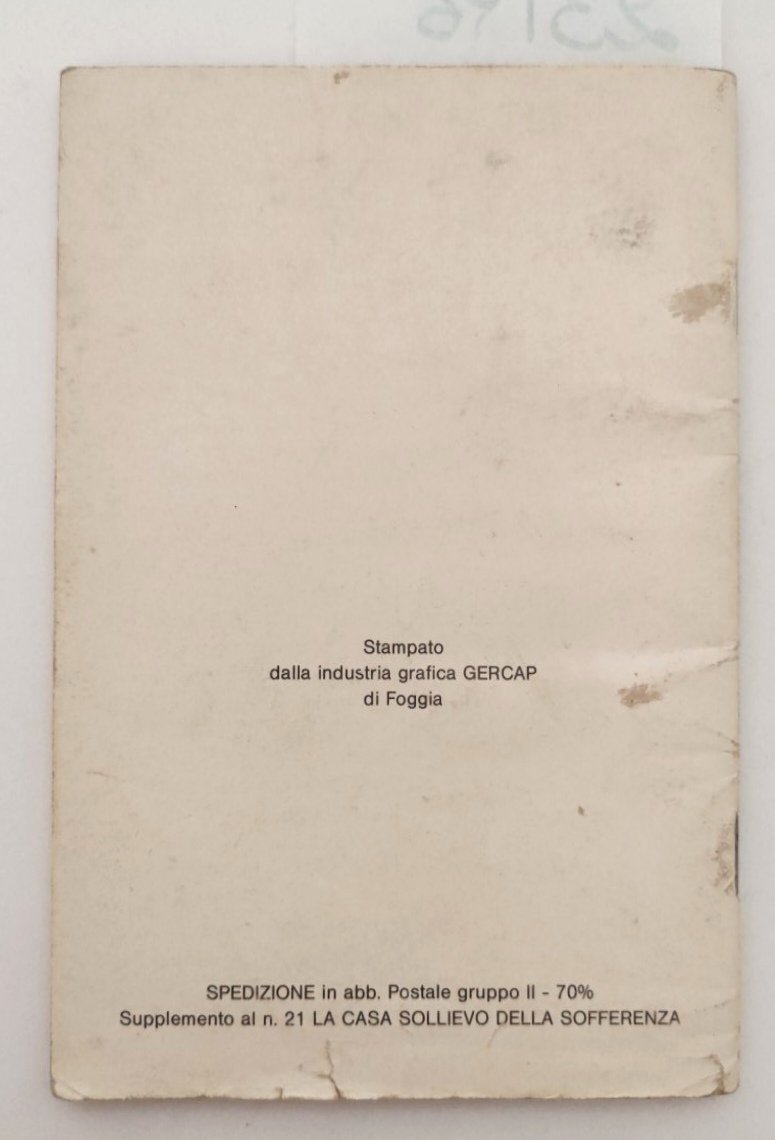 23196
Stampato
dalla industria grafica GERCAP
di Foggia
SPEDIZIONE in abb. Postale gruppo II - 70%
Supplemento al n. 21 LA CASA SOLLIEVO DELLA SOFFERENZA